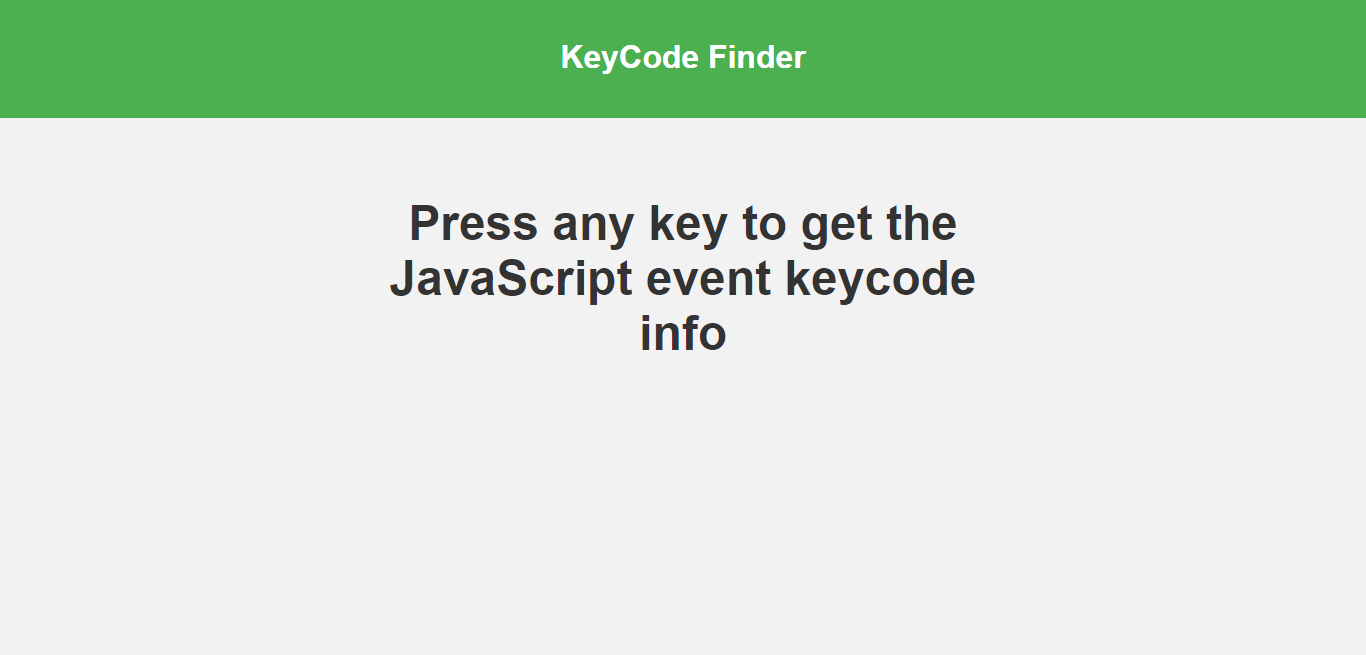 KeyCode Finder
Press any key to get the
JavaScript event keycode
info